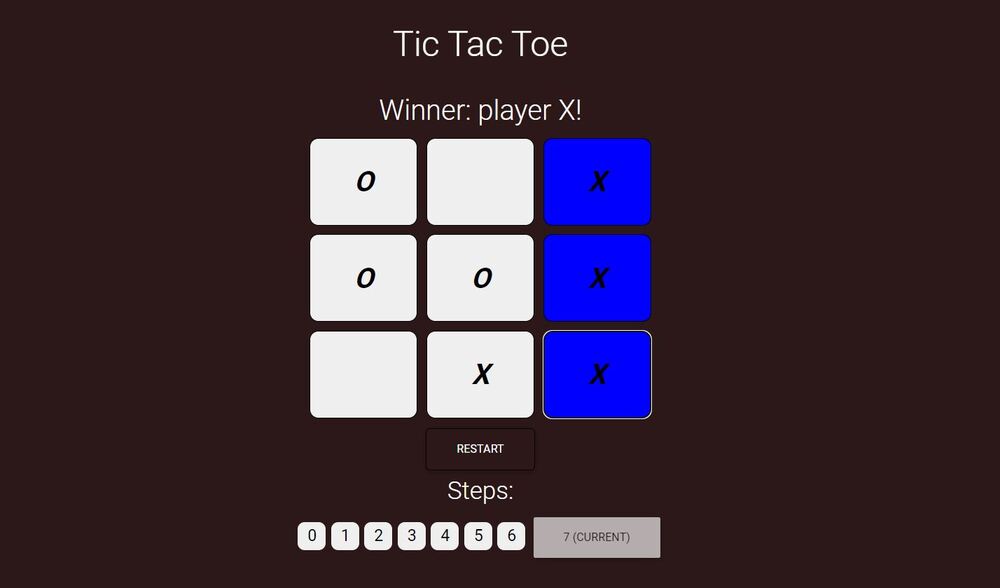 Tic Tac Toe
Winner: player X!
O X
O O X
X X
RESTART
Steps:
0 1 2 3 4 5 6 7 (CURRENT)